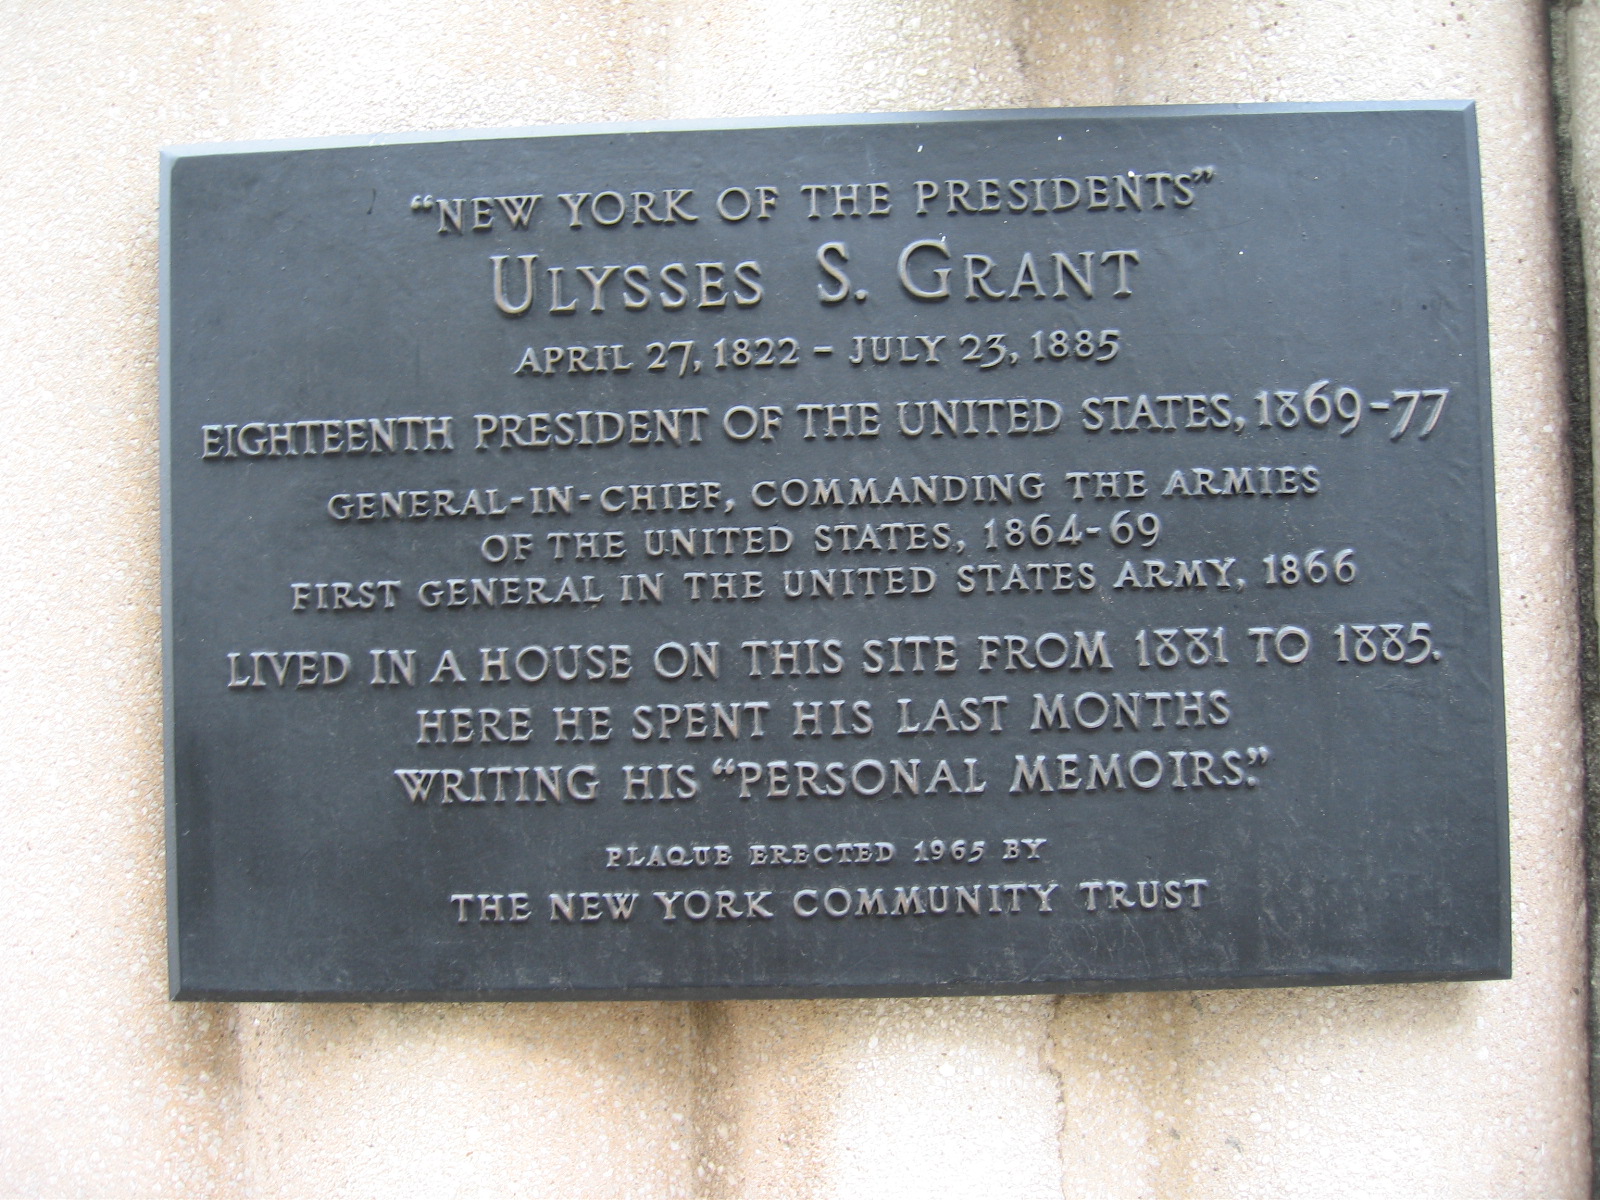 “NEW YORK OF THE PRESIDENTS”
ULYSSES S. GRANT
APRIL 27, 1822 – JULY 23, 1885
EIGHTEENTH PRESIDENT OF THE UNITED STATES, 1869-77
GENERAL-IN-CHIEF, COMMANDING THE ARMIES
OF THE UNITED STATES, 1864-69
FIRST GENERAL IN THE UNITED STATES ARMY, 1866
LIVED IN A HOUSE ON THIS SITE FROM 1881 TO 1885.
HERE HE SPENT HIS LAST MONTHS
WRITING HIS “PERSONAL MEMOIRS.”
PLAQUE ERECTED 1965 BY
THE NEW YORK COMMUNITY TRUST